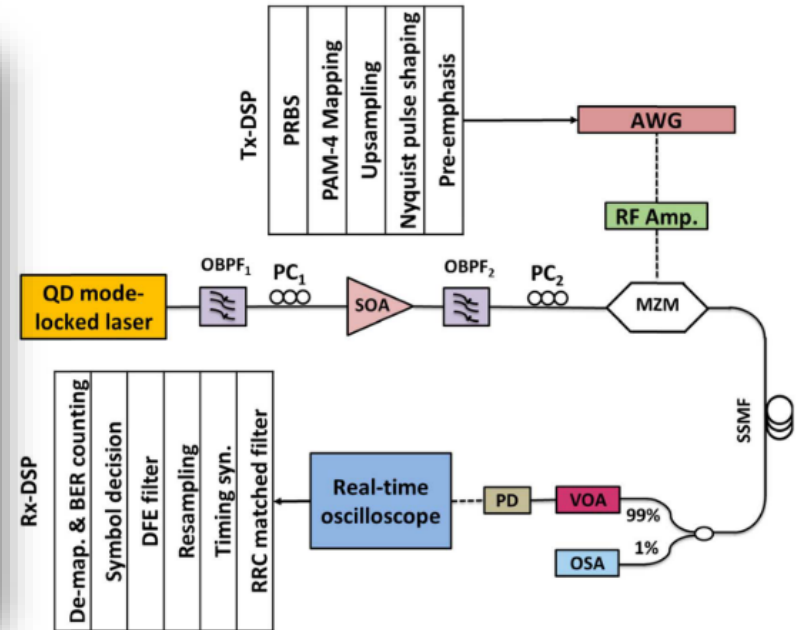 Tx-DSP
PRBS
PAM-4 Mapping
Upsampling
Nyquist pulse shaping
Pre-emphasis
AWG
RF Amp.
QD mode-
locked laser
OBPF1
PC1
SOA
OBPF2
PC2
MZM
SSMF
Rx-DSP
De-map. & BER counting
Symbol decision
DFE filter
Resampling
Timing syn.
RRC matched filter
Real-time
oscilloscope
PD
VOA
99%
1%
OSA